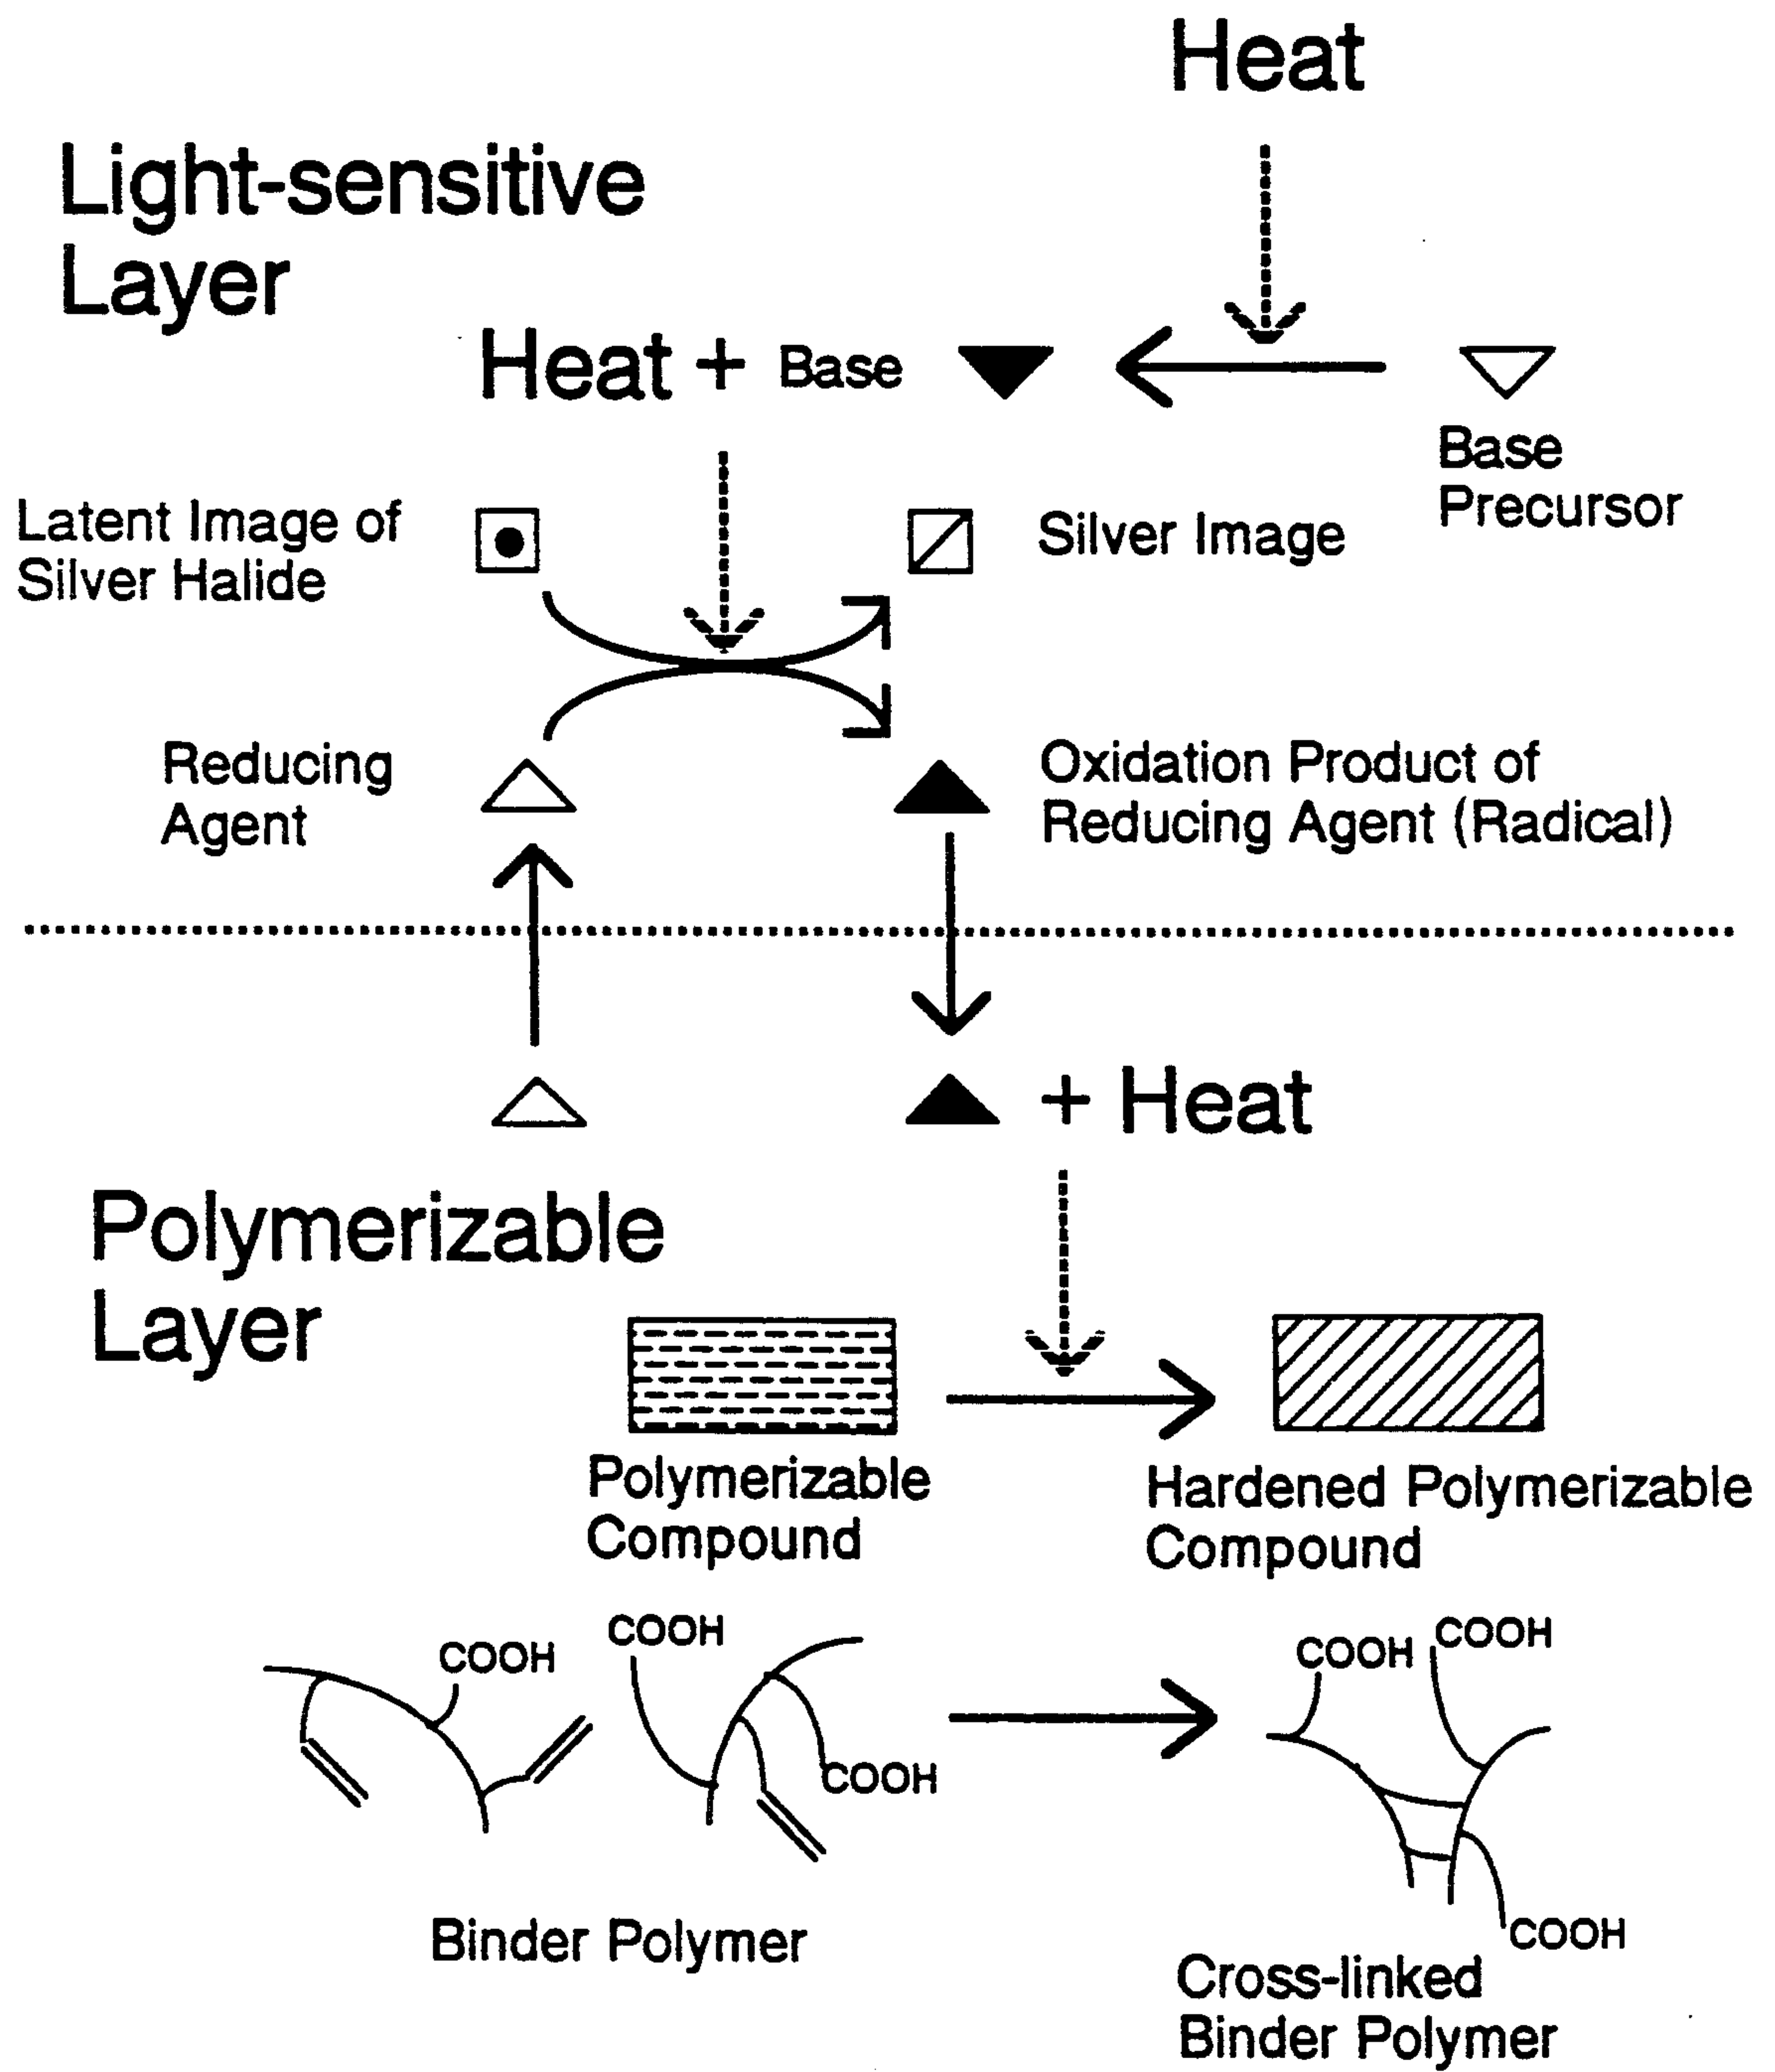 Heat
Light-sensitive
Layer
Heat + Base
Base
Precursor
Latent Image of
Silver Halide
Silver Image
Reducing
Agent
Oxidation Product of
Reducing Agent (Radical)
+ Heat
Polymerizable
Layer
Polymerizable
Compound
Hardened Polymerizable
Compound
COOH
COOH
COOH
COOH
COOH
COOH
Binder Polymer
Cross-linked
Binder Polymer